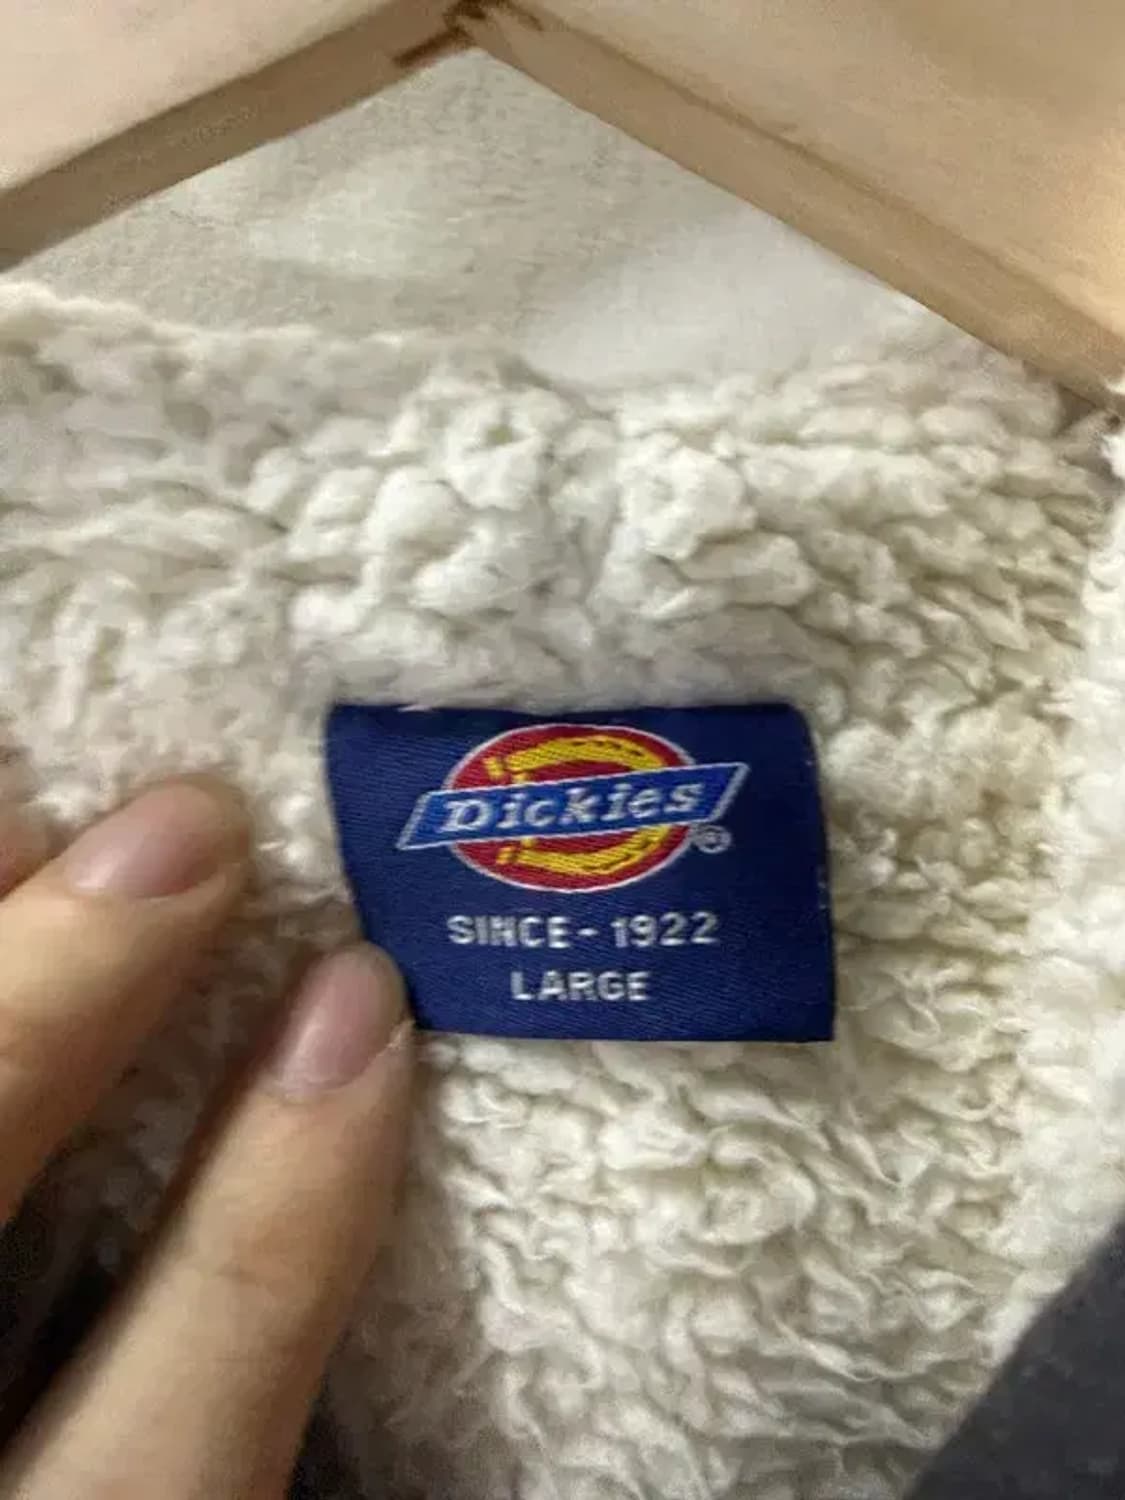 Dickies®
SINCE - 1922
LARGE